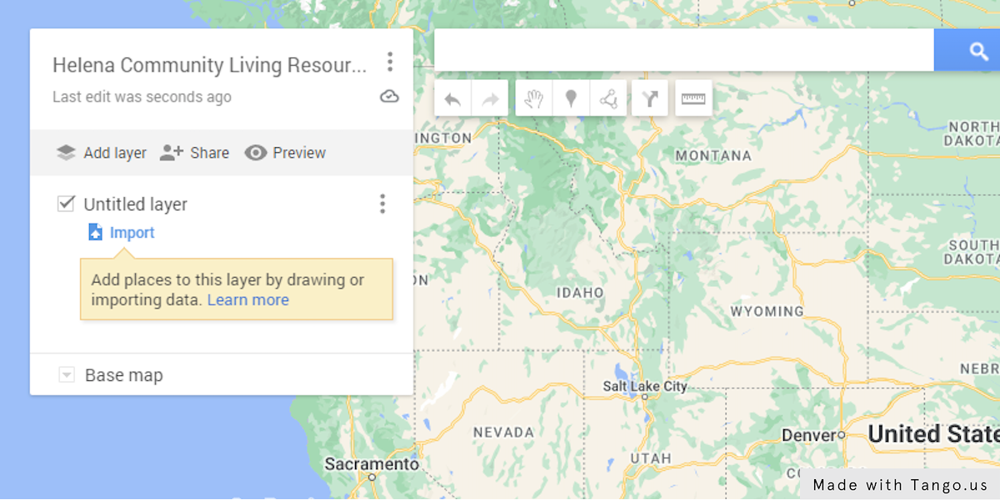 Helena Community Living Resour...
Last edit was seconds ago
Add layer Share Preview
Untitled layer
Import
Add places to this layer by drawing or
importing data. Learn more
Base map
INGTON
MONTANA
NORTH
DAKOTA
SOUTH
DAKOTA
ON
IDAHO
WYOMING
NEBR
Salt Lake City
NEVADA
Denver
United State
UTAH
Sacramento
Made with Tango.us